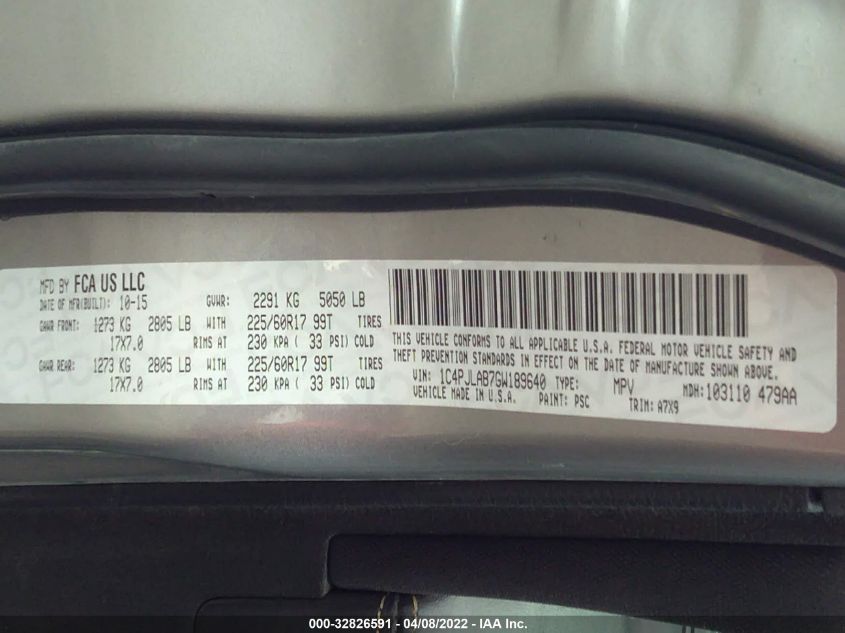 MFD BY FCA US LLC
DATE OF MFR(BUILT): 10-15 GVWR: 2291 KG 5050 LB
GAWR FRONT: 1273 KG 2805 LB WITH 225/60R17 99T TIRES
17X7.0 RIMS AT 230 KPA ( 33 PSI) COLD
GAWR REAR: 1273 KG 2805 LB WITH 225/60R17 99T TIRES
17X7.0 RIMS AT 230 KPA ( 33 PSI) COLD
THIS VEHICLE CONFORMS TO ALL APPLICABLE U.S.A. FEDERAL MOTOR VEHICLE SAFETY AND
THEFT PREVENTION STANDARDS IN EFFECT ON THE DATE OF MANUFACTURE SHOWN ABOVE.
VIN: 1C4PJLAB7GW189640 TYPE: MPV MDH: 103110 479AA
VEHICLE MADE IN U.S.A. PAINT: PSC TRIM: A7X9
000-32826591 - 04/08/2022 - IAA Inc.